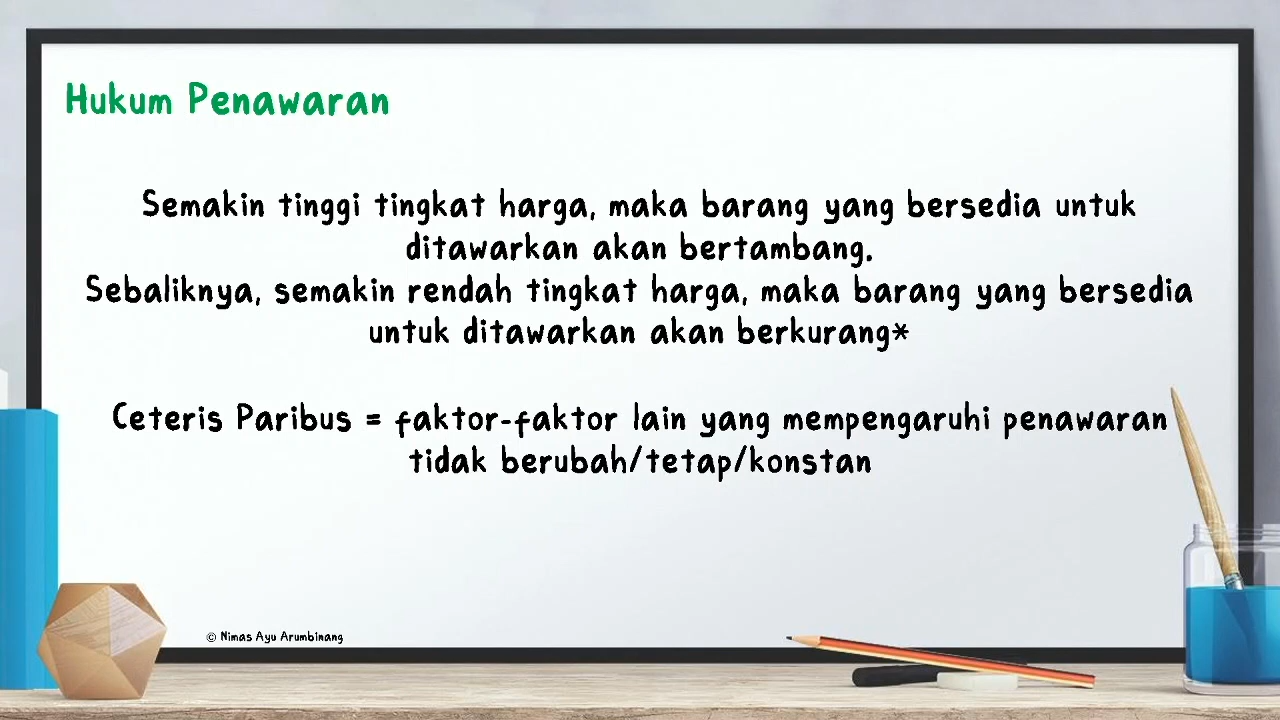 Hukum Penawaran
Semakin tinggi tingkat harga, maka barang yang bersedia untuk
ditawarkan akan bertambang.
Sebaliknya, semakin rendah tingkat harga, maka barang yang bersedia
untuk ditawarkan akan berkurang*
Ceteris Paribus = faktor-faktor lain yang mempengaruhi penawaran
tidak berubah/tetap/konstan
© Nimas Ayu Arumbinang